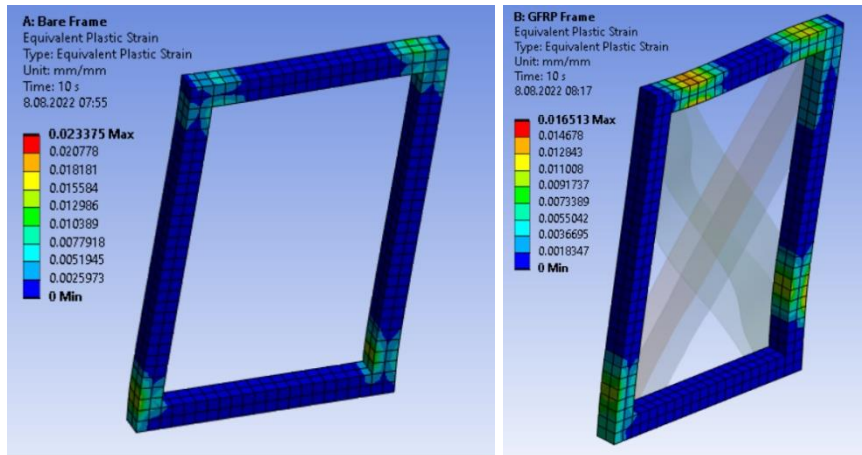 A: Bare Frame
Equivalent Plastic Strain
Type: Equivalent Plastic Strain
Unit: mm/mm
Time: 10 s
8.08.2022 07:55
0.023375 Max
0.020778
0.018181
0.015584
0.012986
0.010389
0.0077918
0.0051945
0.0025973
0 Min
B: GFRP Frame
Equivalent Plastic Strain
Type: Equivalent Plastic Strain
Unit: mm/mm
Time: 10 s
8.08.2022 08:17
0.016513 Max
0.014678
0.012843
0.011008
0.0091737
0.0073389
0.0055042
0.0036695
0.0018347
0 Min